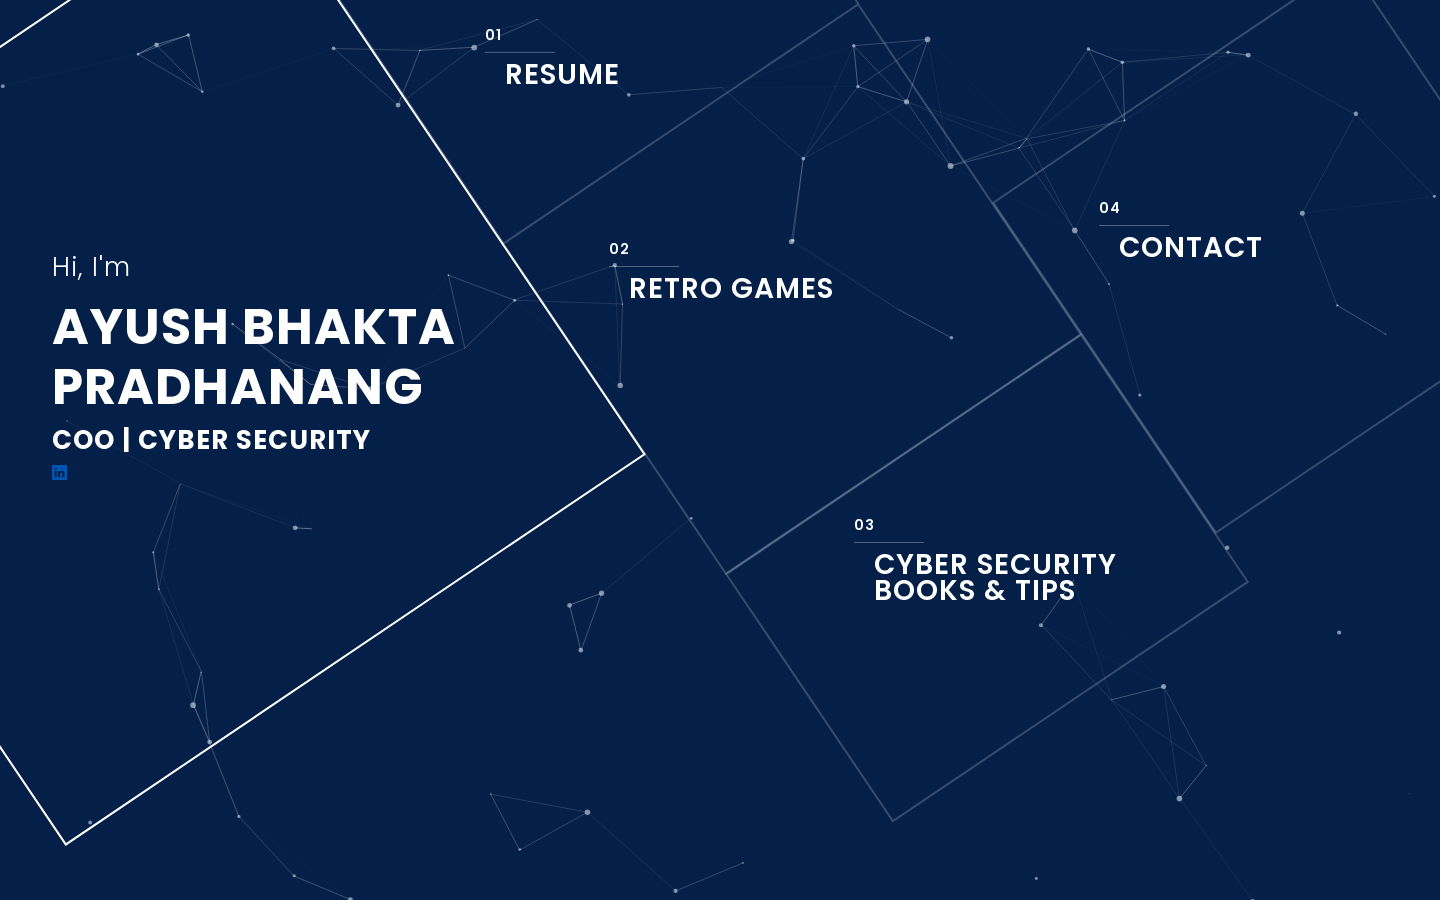 Hi, I'm
AYUSH BHAKTA
PRADHANANG
COO | CYBER SECURITY
in
01
RESUME
02
RETRO GAMES
03
CYBER SECURITY
BOOKS & TIPS
04
CONTACT